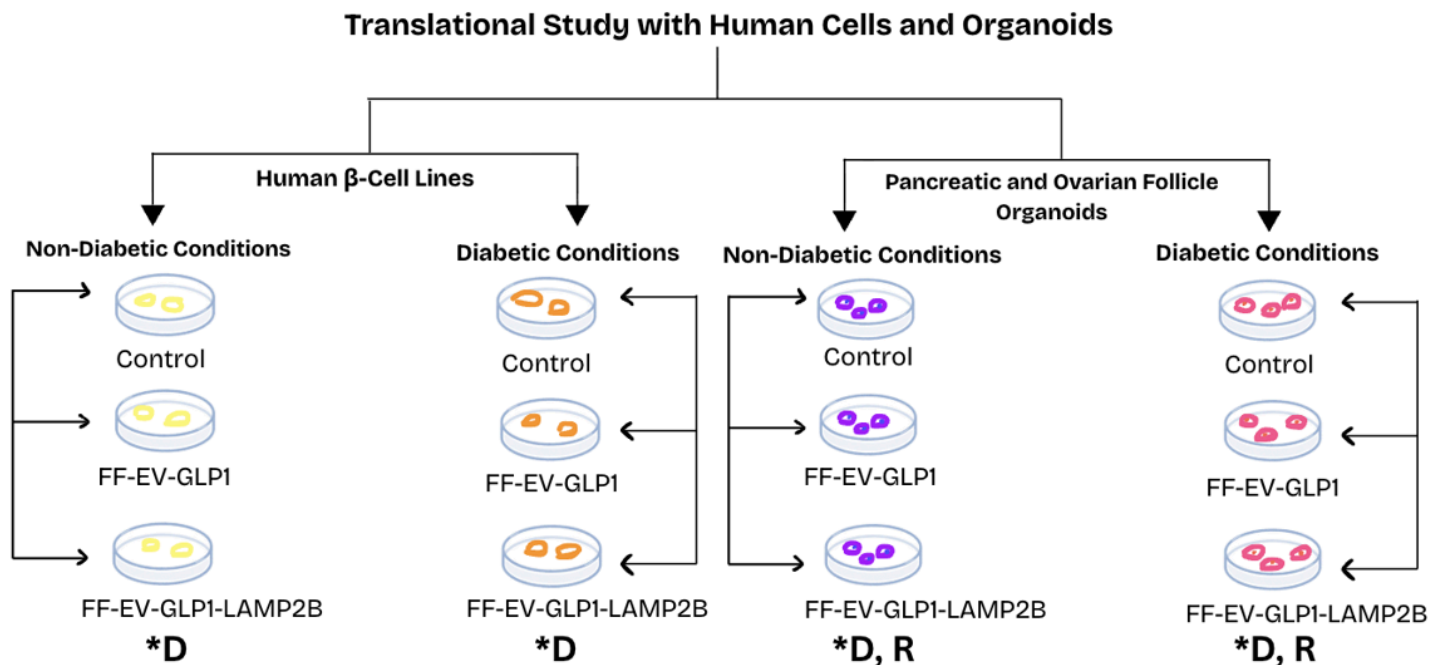 Translational Study with Human Cells and Organoids
Human β-Cell Lines
Pancreatic and Ovarian Follicle
Organoids
Non-Diabetic Conditions
Diabetic Conditions
Non-Diabetic Conditions
Diabetic Conditions
Control
Control
Control
Control
FF-EV-GLP1
FF-EV-GLP1
FF-EV-GLP1
FF-EV-GLP1
FF-EV-GLP1-LAMP2B
FF-EV-GLP1-LAMP2B
FF-EV-GLP1-LAMP2B
FF-EV-GLP1-LAMP2B
*D
*D
*D, R
*D, R